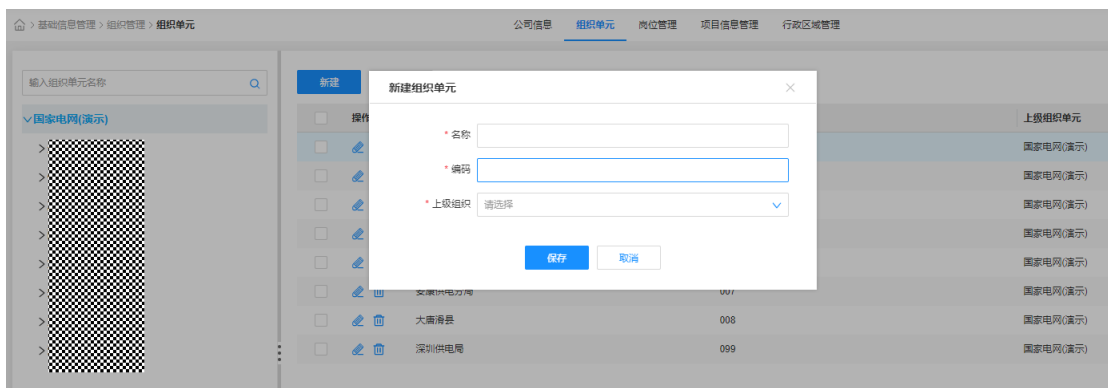 基础信息管理 > 组织管理 > 组织单元
公司信息 组织单元 岗位管理 项目信息管理 行政区域管理
输入组织单元名称
新建
新建组织单元
国家电网(演示)
上级组织单元
* 名称
国家电网(演示)
* 编码
国家电网(演示)
* 上级组织 请选择
国家电网(演示)
国家电网(演示)
保存 取消
国家电网(演示)
007 国家电网(演示)
大唐滑县 008 国家电网(演示)
深圳供电局 099 国家电网(演示)